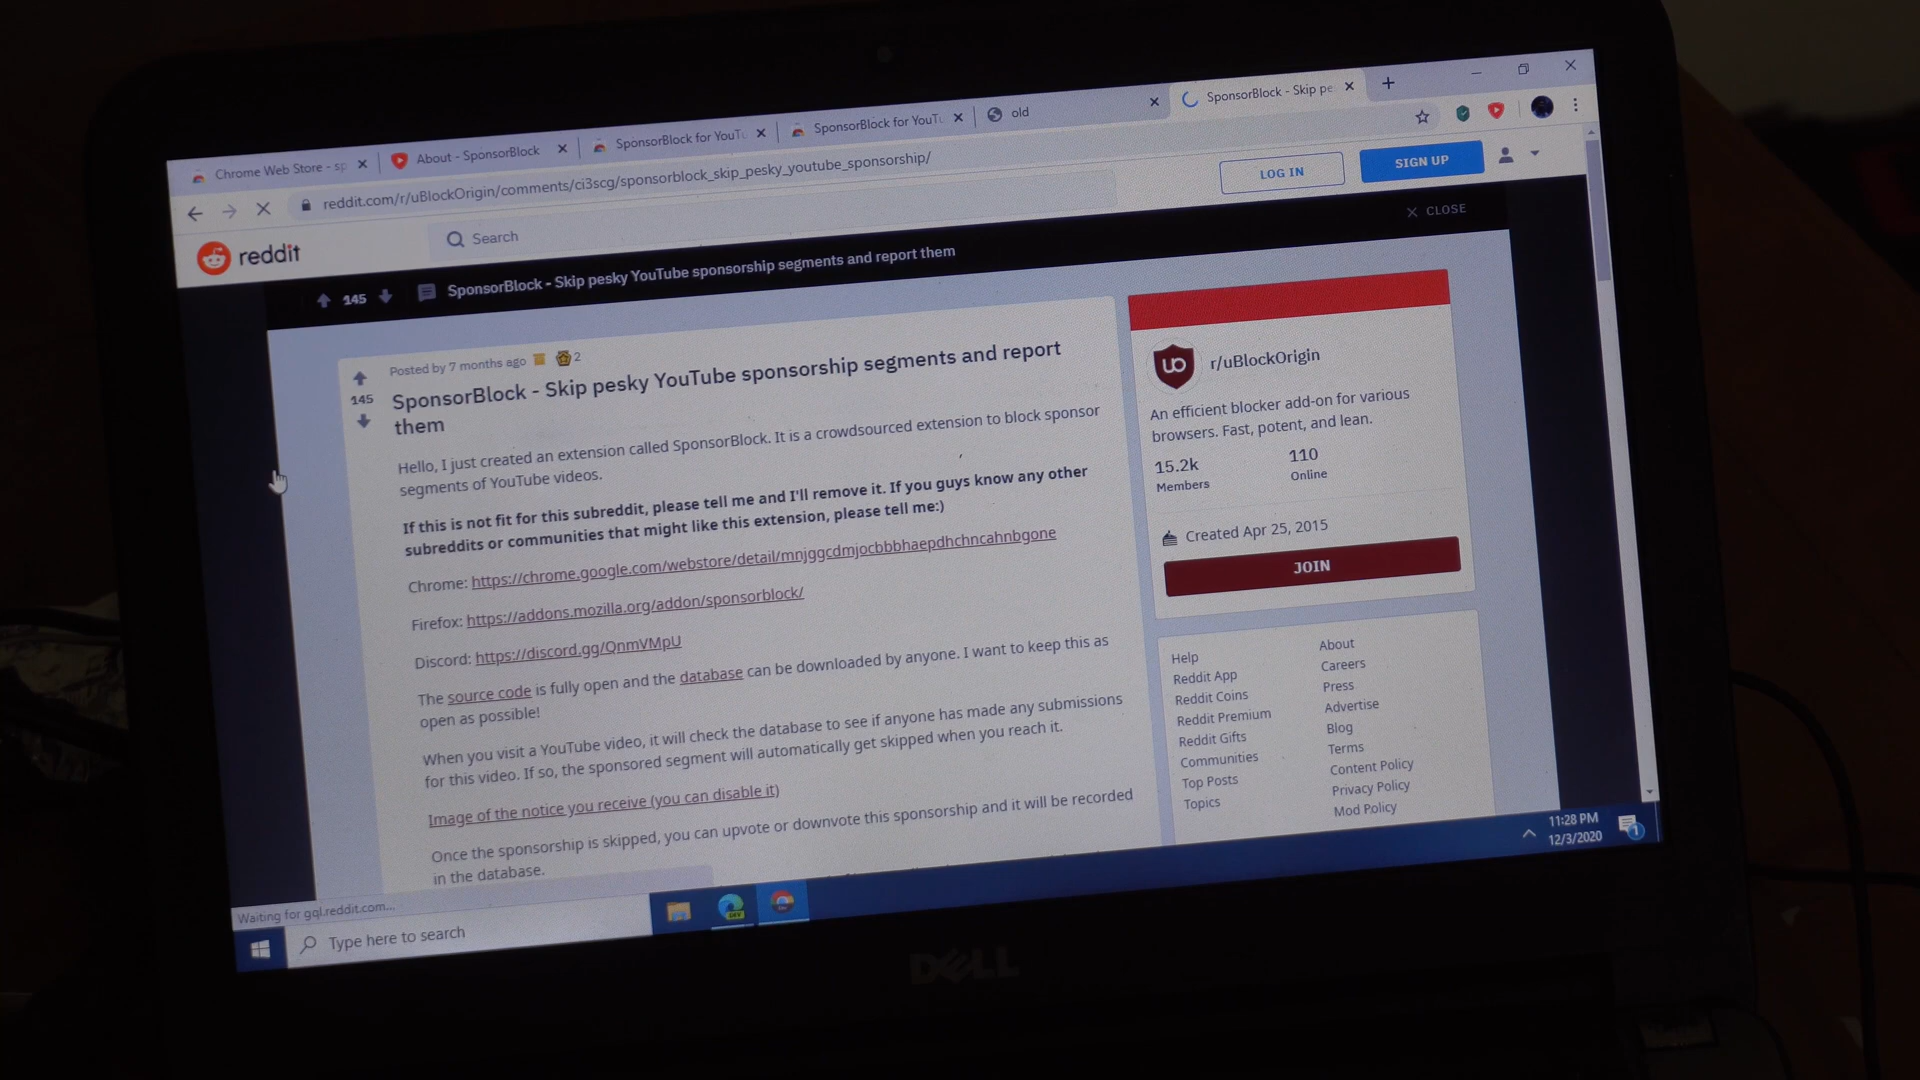 Chrome Web Store - sp
About - SponsorBlock
SponsorBlock for YouTu
SponsorBlock for YouTu
old
SponsorBlock - Skip pe
reddit.com/r/uBlockOrigin/comments/ci3scg/sponsorblock_skip_pesky_youtube_sponsorship/
reddit
Search
LOG IN
SIGN UP
145
SponsorBlock - Skip pesky YouTube sponsorship segments and report them
CLOSE
Posted by 7 months ago 2
145
SponsorBlock - Skip pesky YouTube sponsorship segments and report
them
Hello, I just created an extension called SponsorBlock. It is a crowdsourced extension to block sponsor
segments of YouTube videos.
If this is not fit for this subreddit, please tell me and I'll remove it. If you guys know any other
subreddits or communities that might like this extension, please tell me:)
Chrome: https://chrome.google.com/webstore/detail/mnjggcdmjocbbbhaepdhchncahnbgone
Firefox: https://addons.mozilla.org/addon/sponsorblock/
Discord: https://discord.gg/QnmVMpU
The source code is fully open and the database can be downloaded by anyone. I want to keep this as
open as possible!
When you visit a YouTube video, it will check the database to see if anyone has made any submissions
for this video. If so, the sponsored segment will automatically get skipped when you reach it.
Image of the notice you receive (you can disable it)
Once the sponsorship is skipped, you can upvote or downvote this sponsorship and it will be recorded
in the database.
r/uBlockOrigin
An efficient blocker add-on for various
browsers. Fast, potent, and lean.
15.2k
Members
110
Online
Created Apr 25, 2015
JOIN
Help
Reddit App
Reddit Coins
Reddit Premium
Reddit Gifts
Communities
Top Posts
Topics
About
Careers
Press
Advertise
Blog
Terms
Content Policy
Privacy Policy
Mod Policy
Waiting for gql.reddit.com...
Type here to search
DEV
11:28 PM
12/3/2020
1
DELL